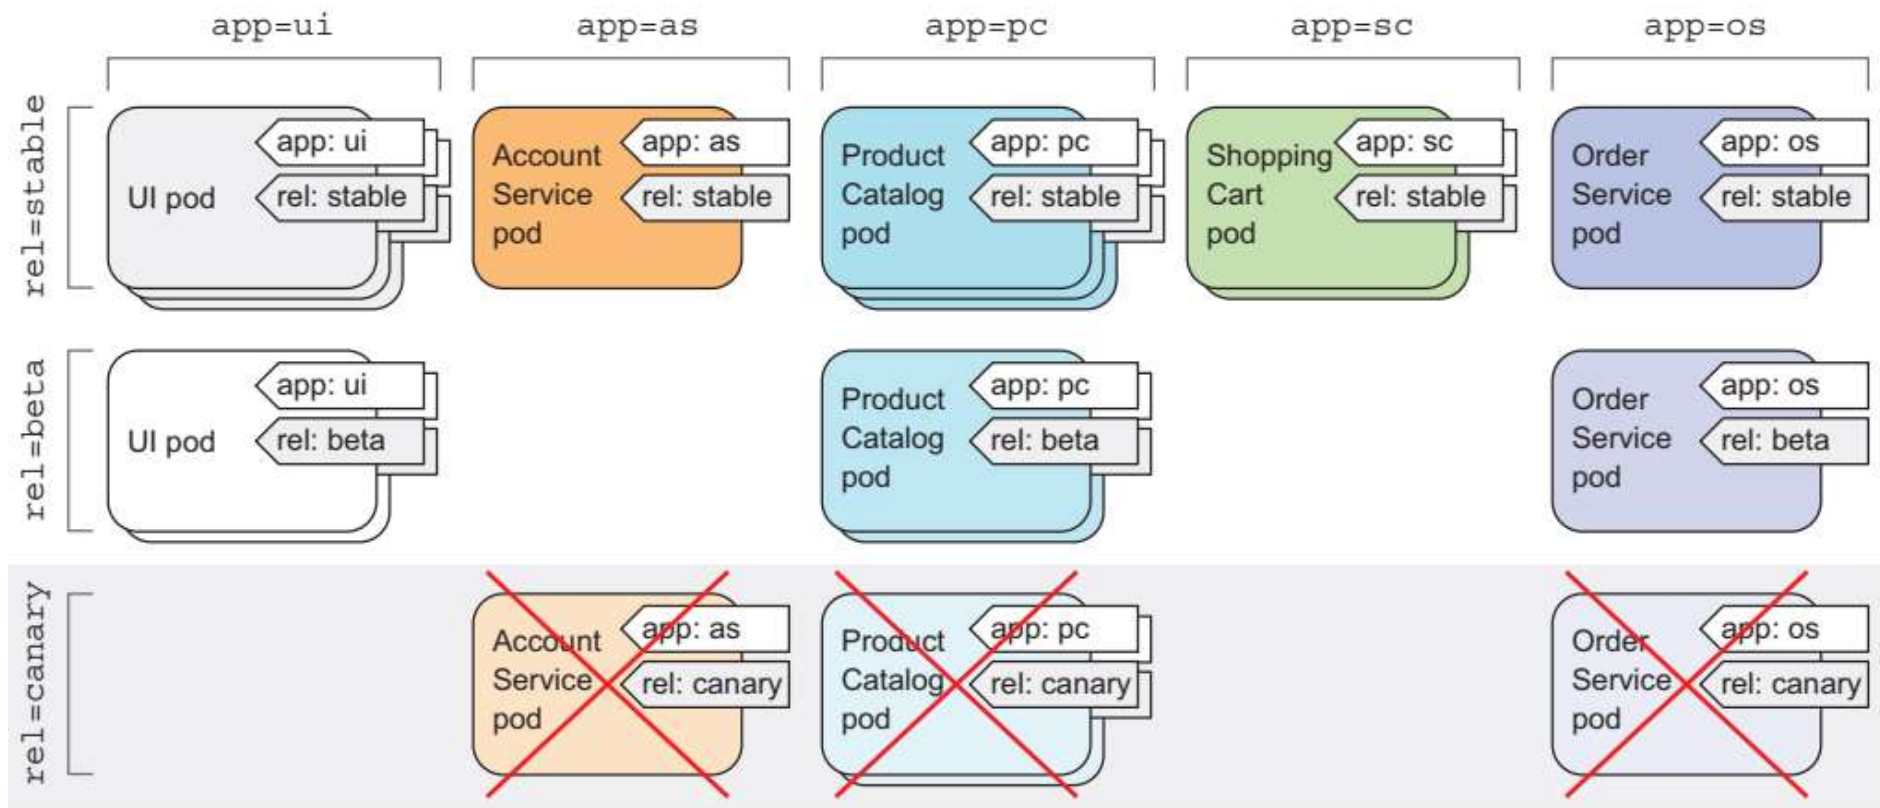 app=ui
app=as
app=pc
app=sc
app=os
rel=stable
UI pod
app: ui
rel: stable
Account
Service
pod
app: as
rel: stable
Product
Catalog
pod
app: pc
rel: stable
Shopping
Cart
pod
app: sc
rel: stable
Order
Service
pod
app: os
rel: stable
rel=beta
UI pod
app: ui
rel: beta
Product
Catalog
pod
app: pc
rel: beta
Order
Service
pod
app: os
rel: beta
rel=canary
Account
Service
pod
app: as
rel: canary
Product
Catalog
pod
app: pc
rel: canary
Order
Service
pod
app: os
rel: canary